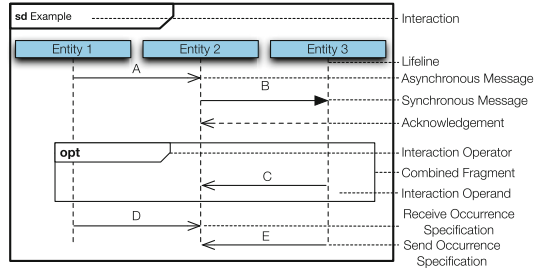 sd Example
Interaction
Entity 1
Entity 2
Entity 3
Lifeline
A
Asynchronous Message
B
Synchronous Message
Acknowledgement
opt
Interaction Operator
Combined Fragment
C
Interaction Operand
D
Receive Occurrence
Specification
E
Send Occurrence
Specification